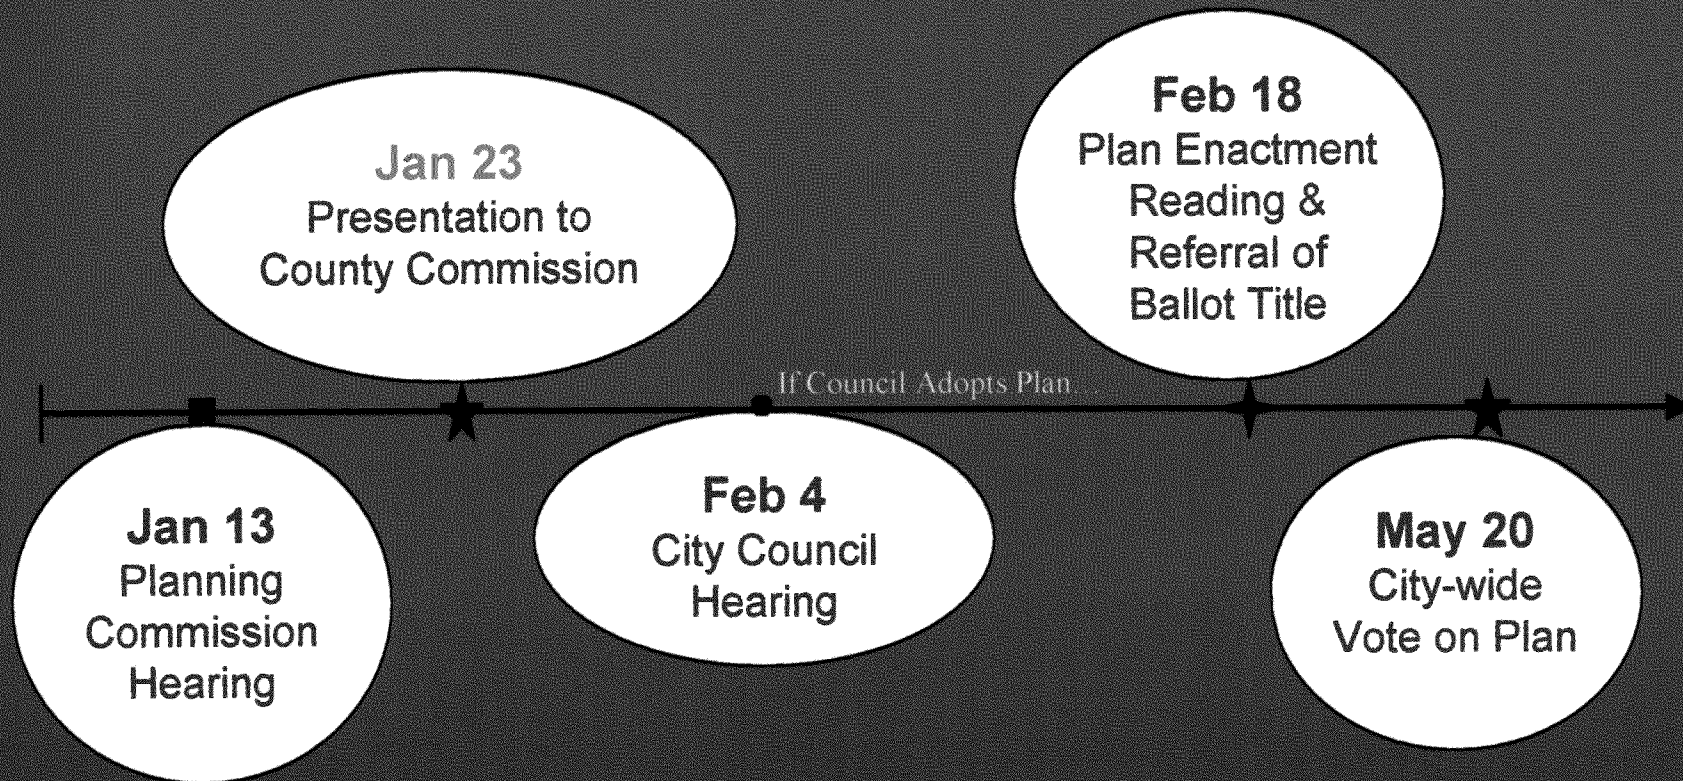 Jan 13
Planning
Commission
Hearing
Jan 23
Presentation to
County Commission
Feb 4
City Council
Hearing
If Council Adopts Plan
Feb 18
Plan Enactment
Reading &
Referral of
Ballot Title
May 20
City-wide
Vote on Plan